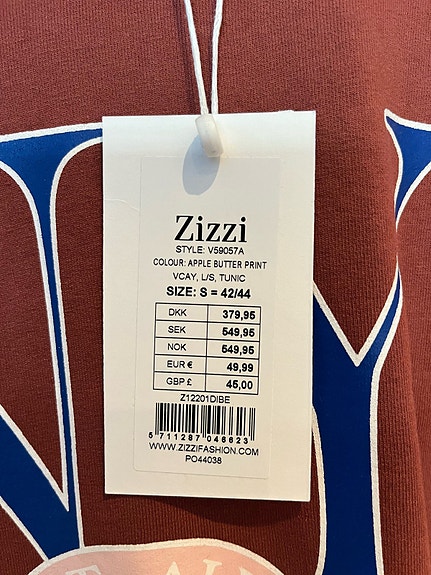 Zizzi
STYLE: V59057A
COLOUR: APPLE BUTTER PRINT
VCAY, L/S, TUNIC
SIZE: S = 42/44
DKK 379,95
SEK 549,95
NOK 549,95
EUR € 49,99
GBP £ 45,00
Z12201DIBE
5 711287 046623
WWW.ZIZZIFASHION.COM
PO44038
NY